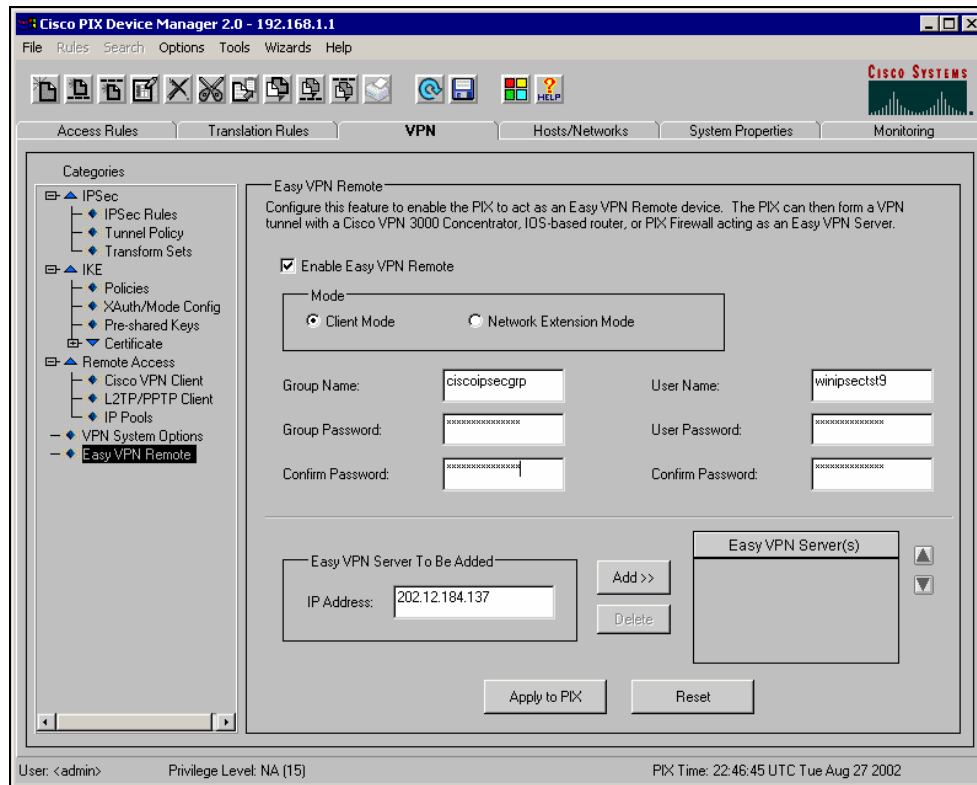 Cisco PIX Device Manager 2.0 - 192.168.1.1
File Rules Search Options Tools Wizards Help
HELP
CISCO SYSTEMS
Access Rules Translation Rules VPN Hosts/Networks System Properties Monitoring
Categories
IPSec
IPSec Rules
Tunnel Policy
Transform Sets
IKE
Policies
XAuth/Mode Config
Pre-shared Keys
Certificate
Remote Access
Cisco VPN Client
L2TP/PPTP Client
IP Pools
VPN System Options
Easy VPN Remote
Easy VPN Remote
Configure this feature to enable the PIX to act as an Easy VPN Remote device. The PIX can then form a VPN
tunnel with a Cisco VPN 3000 Concentrator, IOS-based router, or PIX Firewall acting as an Easy VPN Server.
Enable Easy VPN Remote
Mode
Client Mode Network Extension Mode
Group Name: ciscoipsecgrp User Name: winipsectst9
Group Password: *************** User Password: **************
Confirm Password: *************** Confirm Password: **************
Easy VPN Server To Be Added
IP Address: 202.12.184.137
Add >>
Delete
Easy VPN Server(s)
Apply to PIX Reset
User: <admin> Privilege Level: NA (15) PIX Time: 22:46:45 UTC Tue Aug 27 2002